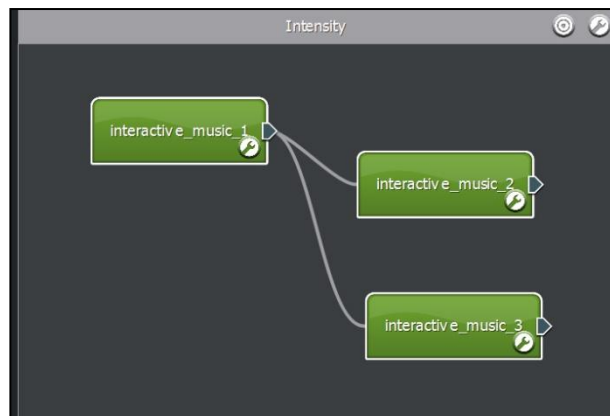 Intensity
interactive_music_1
interactive_music_2
interactive_music_3